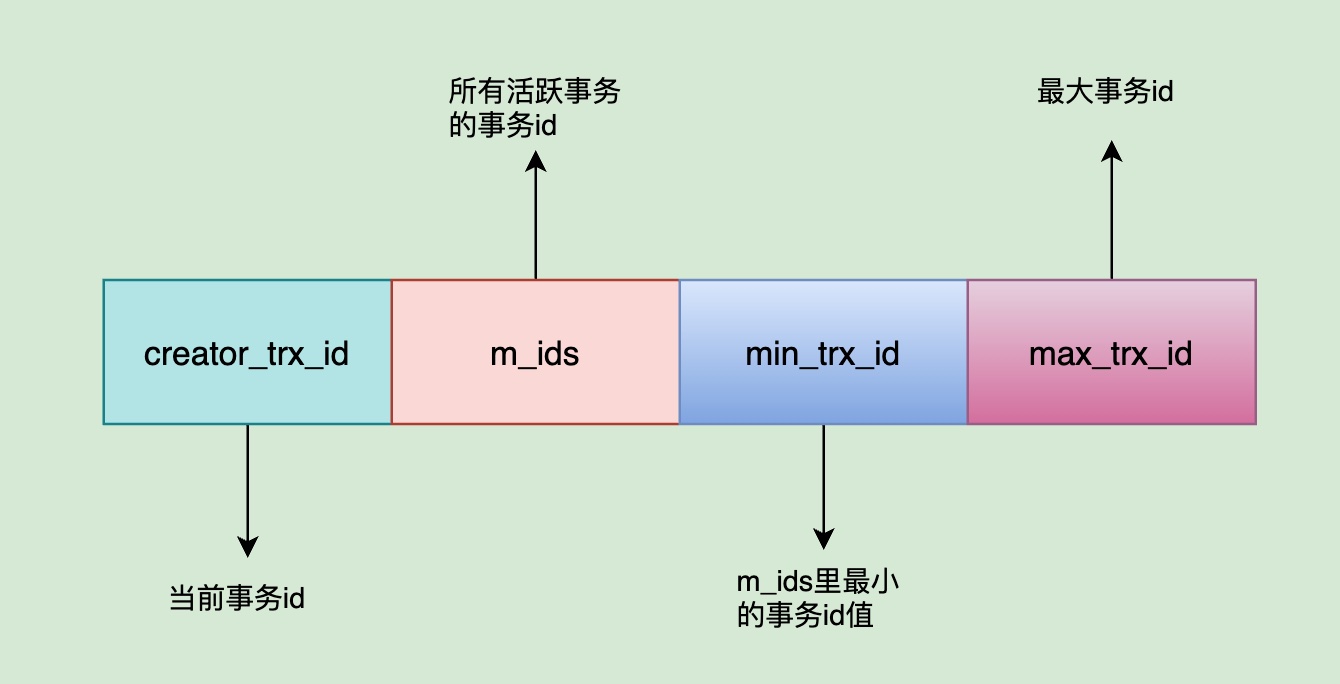 所有活跃事务
的事务id
最大事务id
creator_trx_id
m_ids
min_trx_id
max_trx_id
当前事务id
m_ids里最小
的事务id值